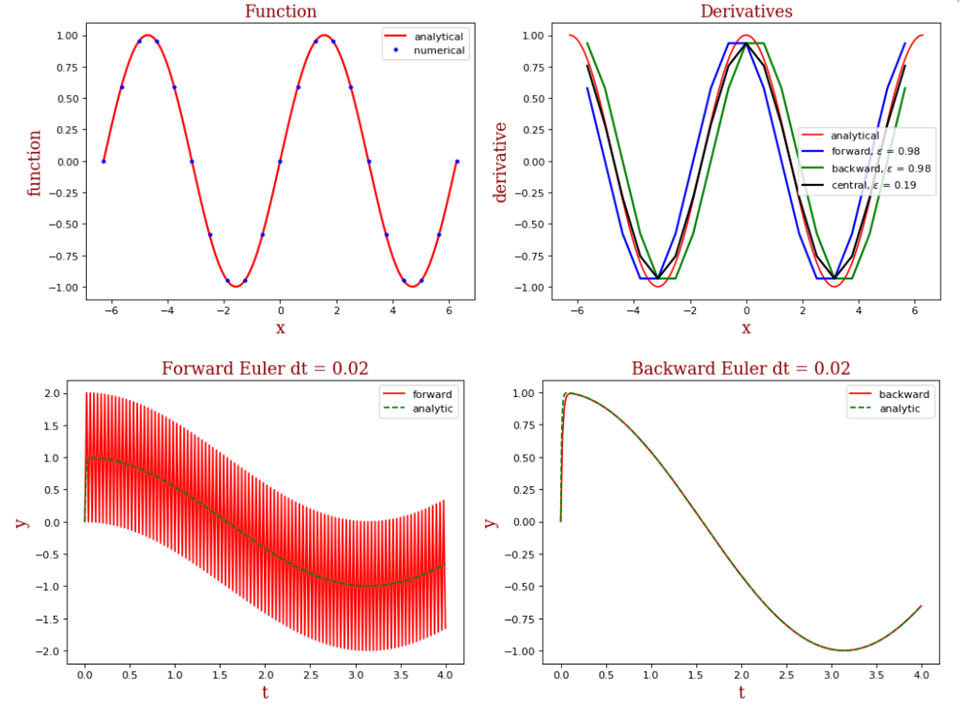 Function
1.00
0.75
0.50
0.25
0.00
−0.25
−0.50
−0.75
−1.00
function
analytical
numerical
−6 −4 −2 0 2 4 6
x
Derivatives
1.00
0.75
0.50
0.25
0.00
−0.25
−0.50
−0.75
−1.00
derivative
analytical
forward, ε = 0.98
backward, ε = 0.98
central, ε = 0.19
−6 −4 −2 0 2 4 6
x
Forward Euler dt = 0.02
2.0
1.5
1.0
0.5
0.0
−0.5
−1.0
−1.5
−2.0
y
forward
analytic
0.0 0.5 1.0 1.5 2.0 2.5 3.0 3.5 4.0
t
Backward Euler dt = 0.02
1.00
0.75
0.50
0.25
0.00
−0.25
−0.50
−0.75
−1.00
y
backward
analytic
0.0 0.5 1.0 1.5 2.0 2.5 3.0 3.5 4.0
t